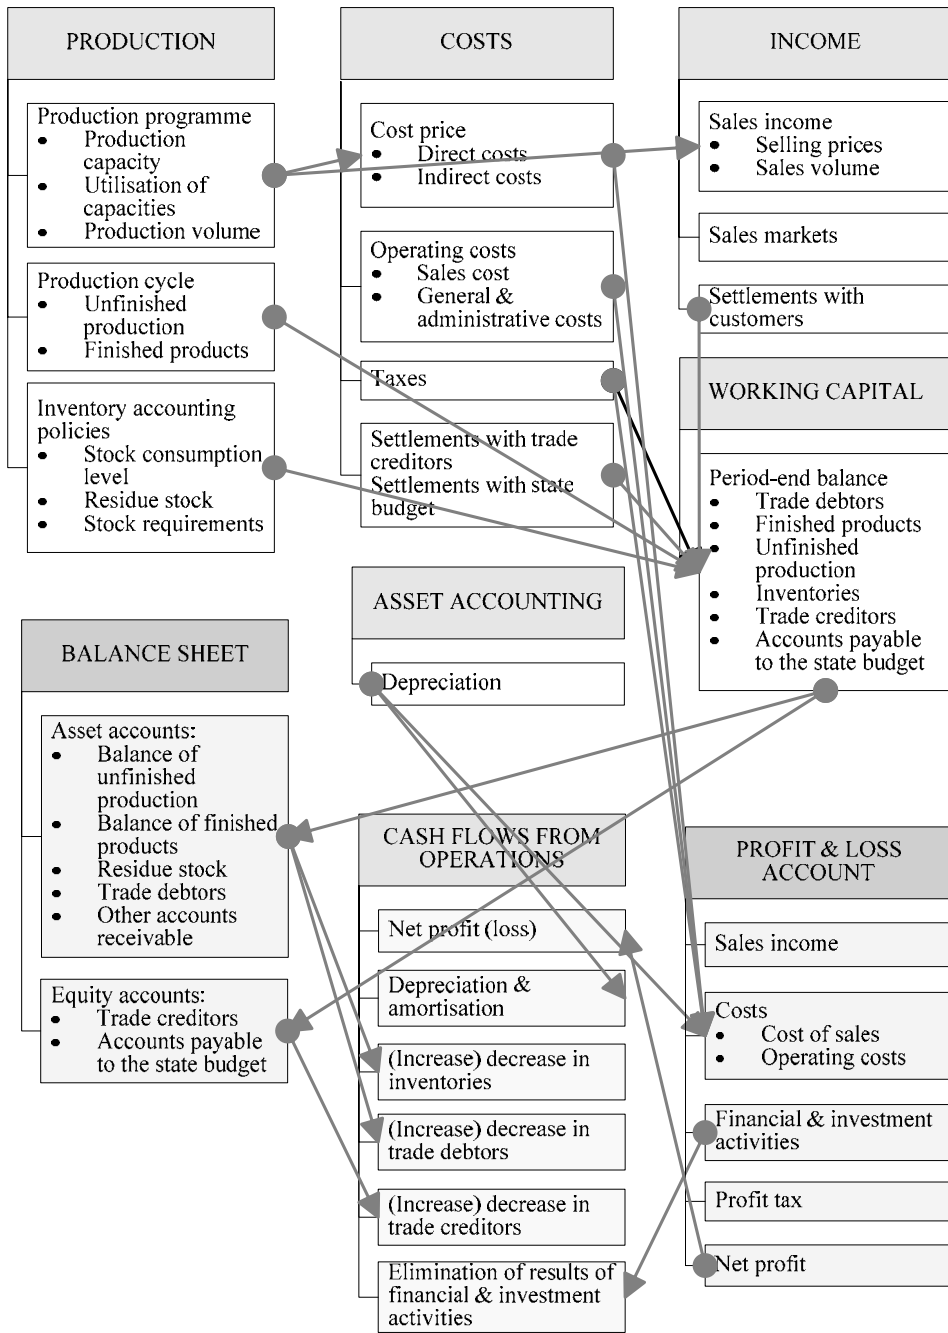 PRODUCTION
Production programme
• Production
capacity
• Utilisation of
capacities
• Production volume
Production cycle
• Unfinished
production
• Finished products
Inventory accounting
policies
• Stock consumption
level
• Residue stock
• Stock requirements
COSTS
Cost price
• Direct costs
• Indirect costs
Operating costs
• Sales cost
• General &
administrative costs
Taxes
Settlements with trade
creditors
Settlements with state
budget
INCOME
Sales income
• Selling prices
• Sales volume
Sales markets
Settlements with
customers
WORKING CAPITAL
Period-end balance
• Trade debtors
• Finished products
• Unfinished
production
• Inventories
• Trade creditors
• Accounts payable
to the state budget
ASSET ACCOUNTING
Depreciation
BALANCE SHEET
Asset accounts:
• Balance of
unfinished
production
• Balance of finished
products
• Residue stock
• Trade debtors
• Other accounts
receivable
Equity accounts:
• Trade creditors
• Accounts payable
to the state budget
CASH FLOWS FROM
OPERATIONS
Net profit (loss)
Depreciation &
amortisation
(Increase) decrease in
inventories
(Increase) decrease in
trade debtors
(Increase) decrease in
trade creditors
Elimination of results of
financial & investment
activities
PROFIT & LOSS
ACCOUNT
Sales income
Costs
• Cost of sales
• Operating costs
Financial & investment
activities
Profit tax
Net profit